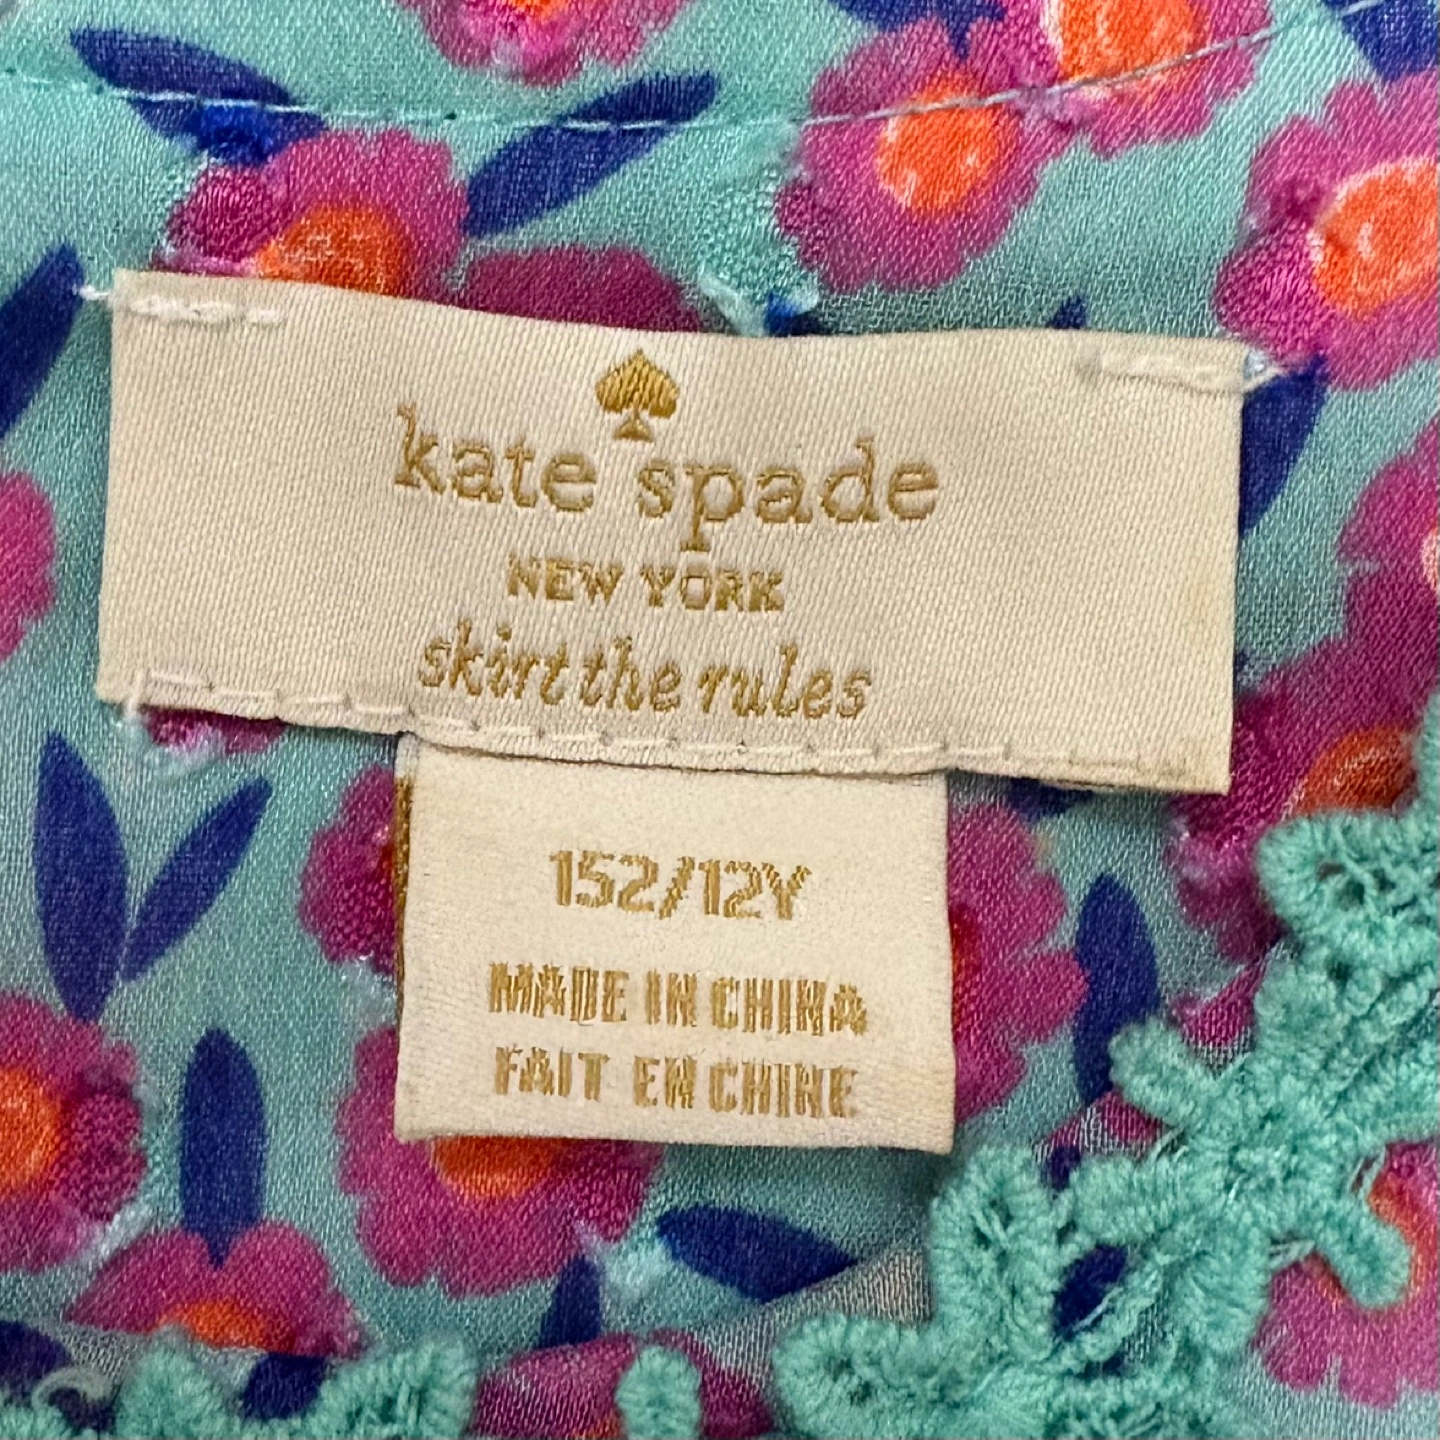 kate spade
NEW YORK
skirt the rules
152/12Y
MADE IN CHINA
FAIT EN CHINE